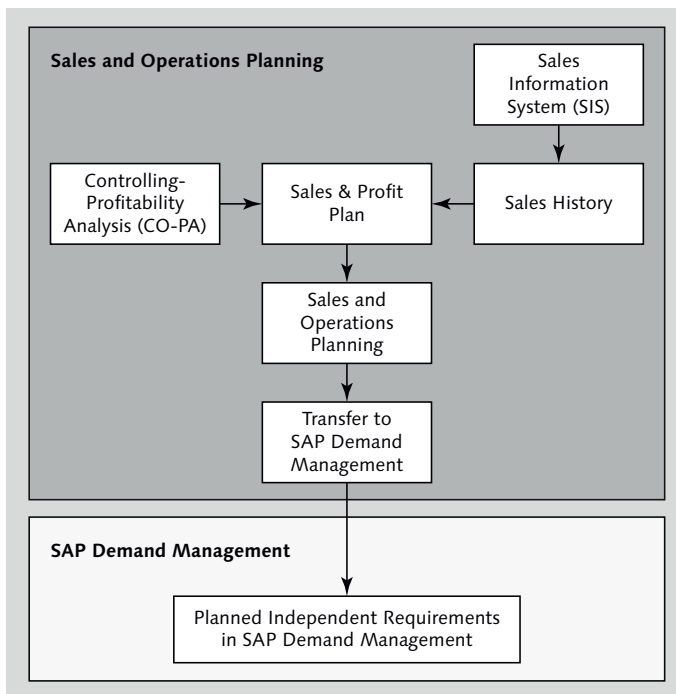 Sales and Operations Planning
Sales
Information
System (SIS)
Controlling-
Profitability
Analysis (CO-PA)
Sales & Profit
Plan
Sales History
Sales and
Operations
Planning
Transfer to
SAP Demand
Management
SAP Demand Management
Planned Independent Requirements
in SAP Demand Management